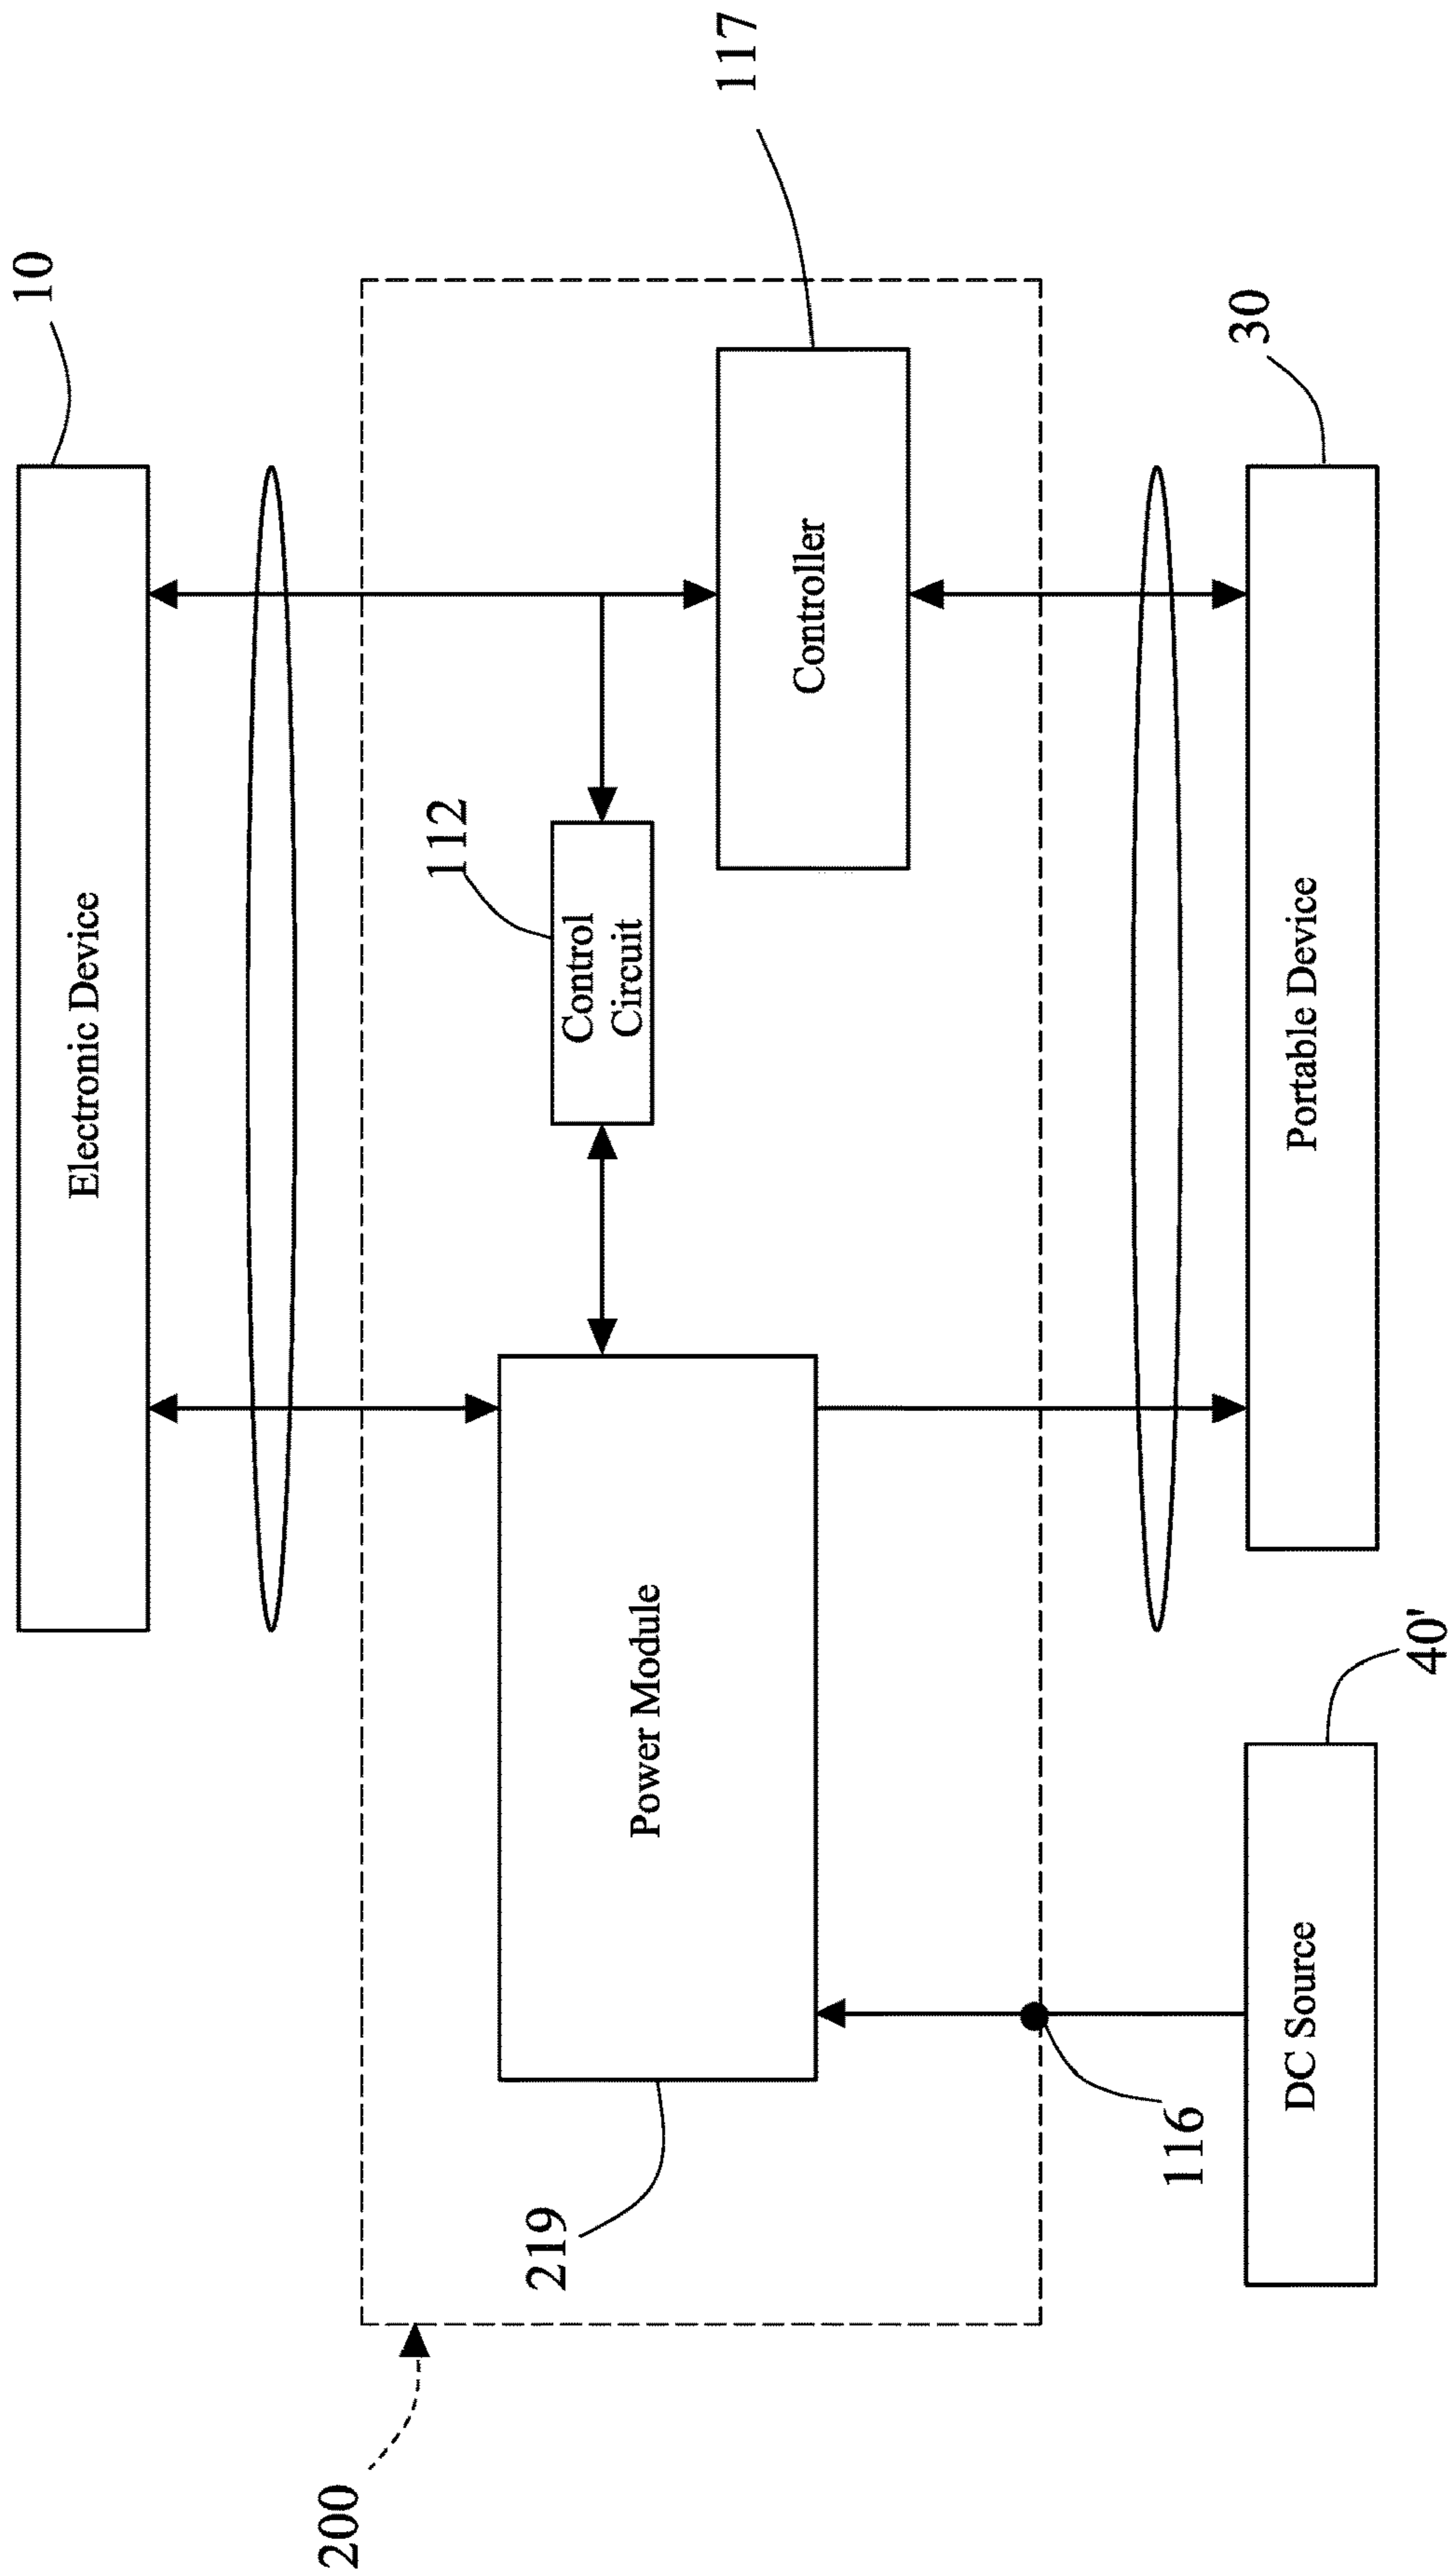 10
Electronic Device
117
Controller
112
Control
Circuit
Power Module
219
200
30
Portable Device
40'
DC Source
116